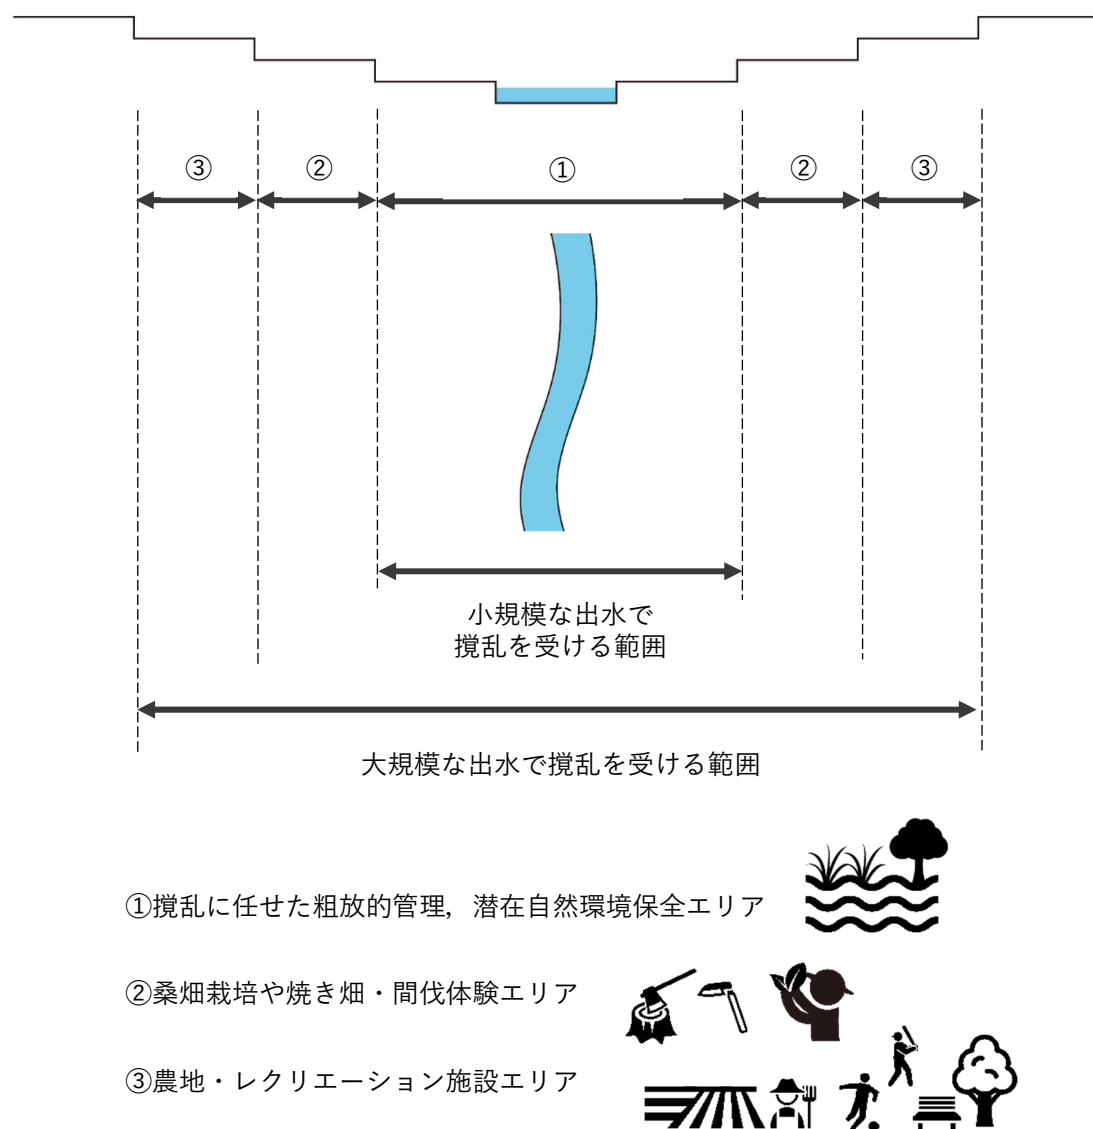 ③ ② ① ② ③
小規模な出水で
攪乱を受ける範囲
大規模な出水で攪乱を受ける範囲
①攪乱に任せた粗放的管理，潜在自然環境保全エリア
②桑畑栽培や焼き畑・間伐体験エリア
③農地・レクリエーション施設エリア